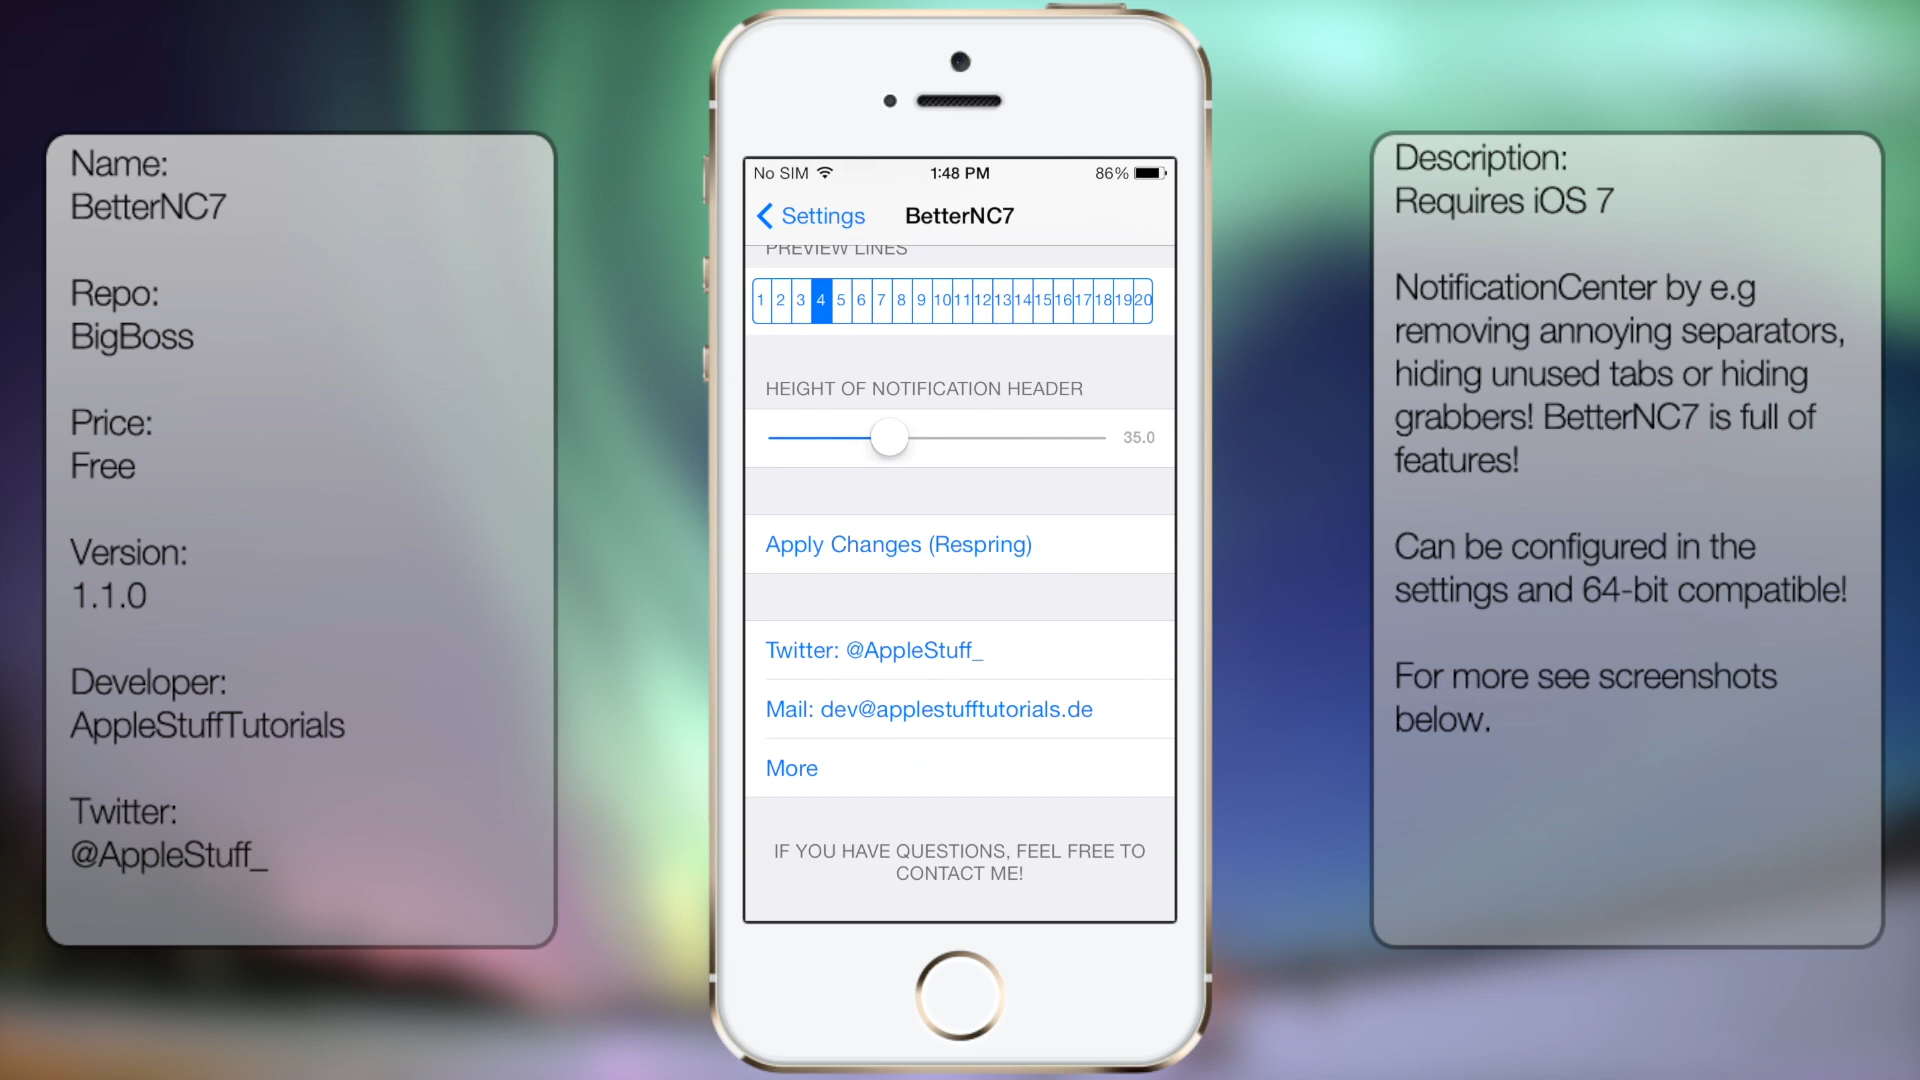 Name:
BetterNC7
Repo:
BigBoss
Price:
Free
Version:
1.1.0
Developer:
AppleStuffTutorials
Twitter:
@AppleStuff_
No SIM 1:48 PM 86%
Settings BetterNC7
PREVIEW LINES
1 2 3 4 5 6 7 8 9 10 11 12 13 14 15 16 17 18 19 20
HEIGHT OF NOTIFICATION HEADER
35.0
Apply Changes (Respring)
Twitter: @AppleStuff_
Mail: dev@applestufftutorials.de
More
IF YOU HAVE QUESTIONS, FEEL FREE TO
CONTACT ME!
Description:
Requires iOS 7
NotificationCenter by e.g
removing annoying separators,
hiding unused tabs or hiding
grabbers! BetterNC7 is full of
features!
Can be configured in the
settings and 64-bit compatible!
For more see screenshots
below.